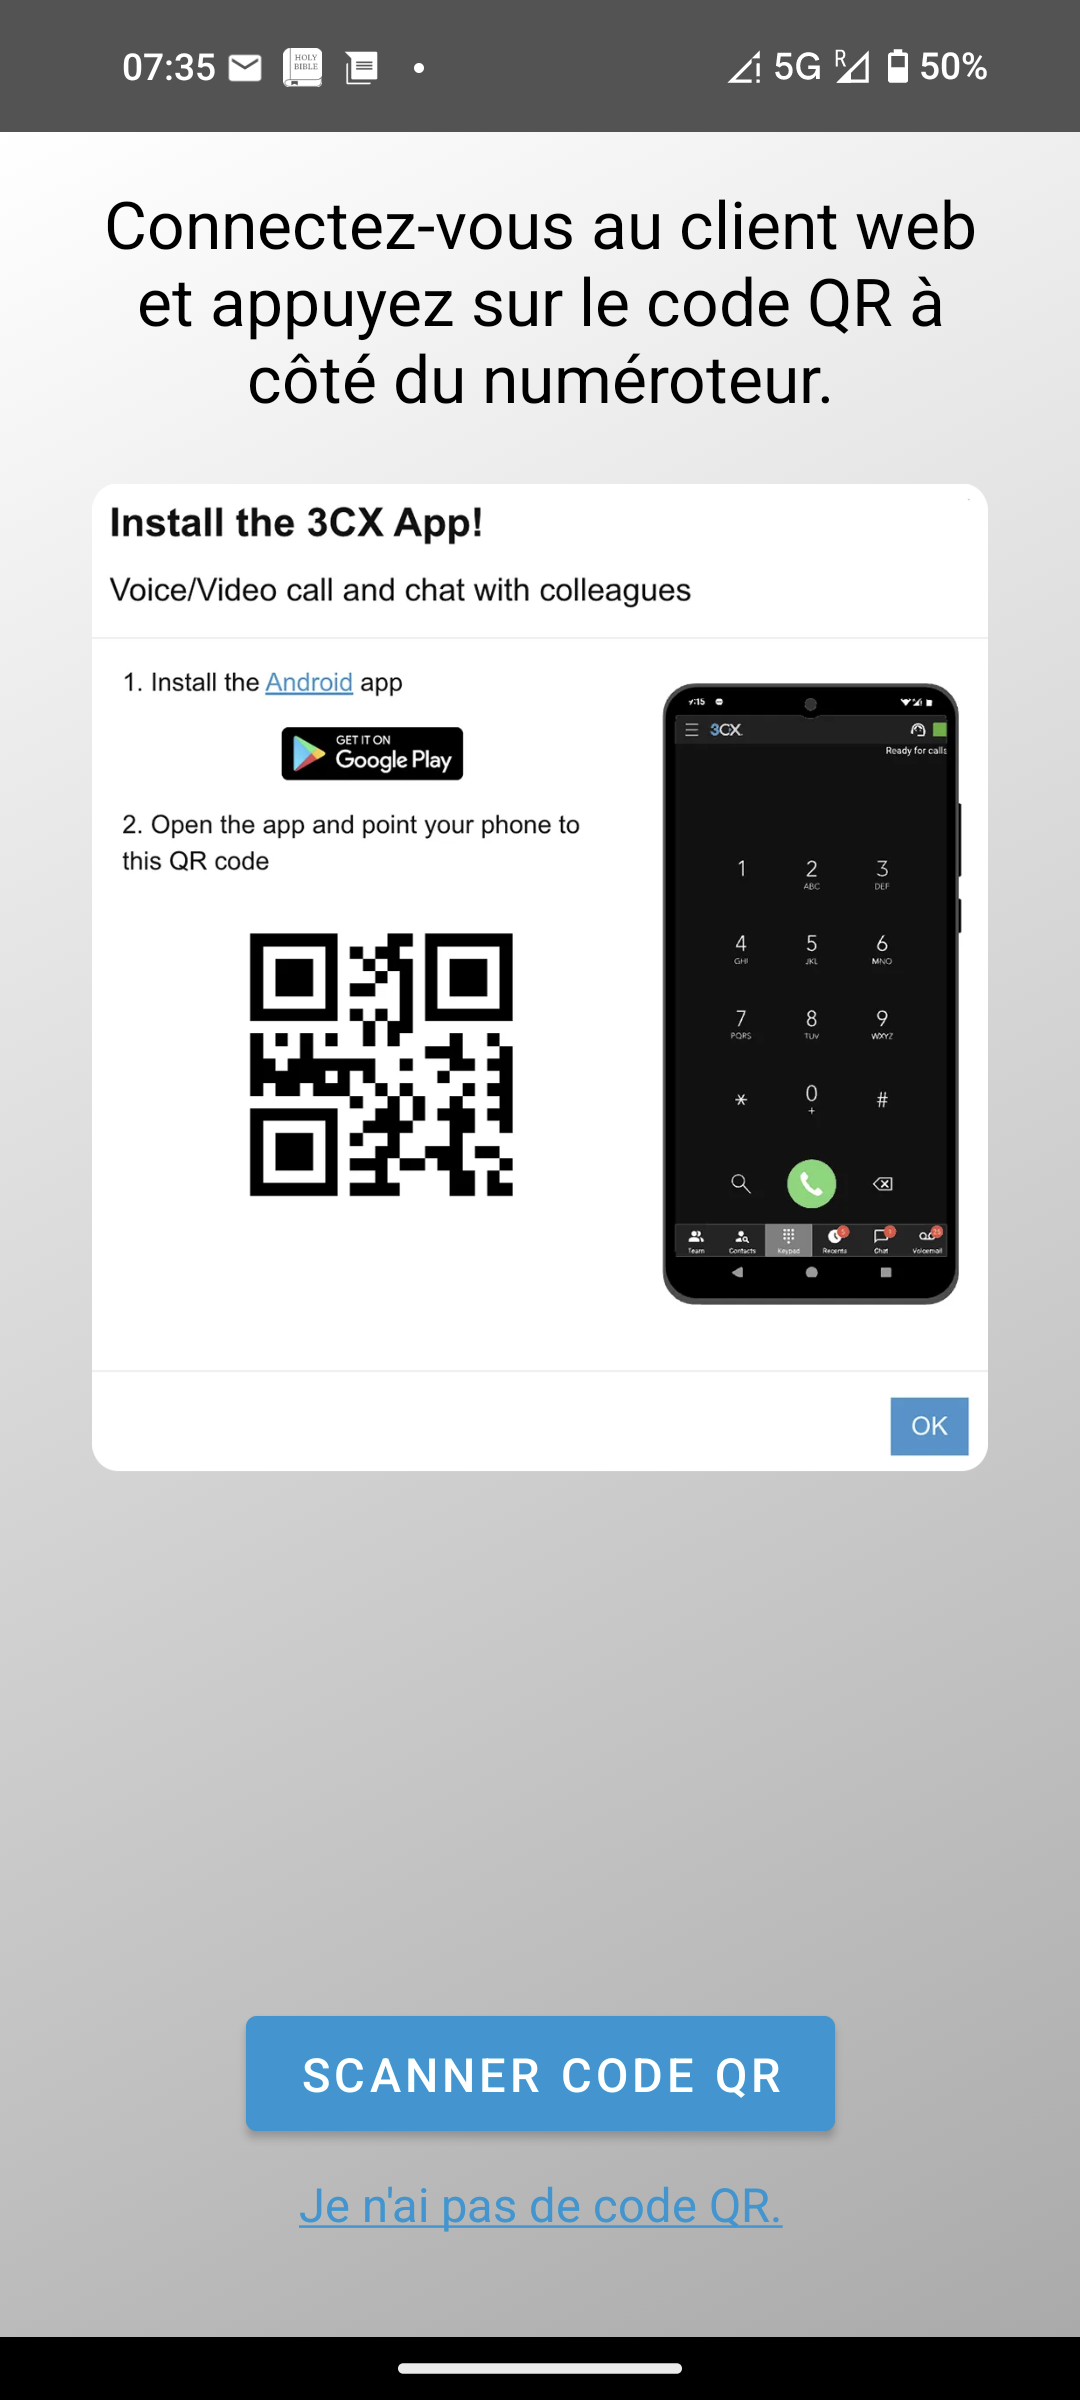 07:35
HOLY
BIBLE
5G
R
50%
Connectez-vous au client web
et appuyez sur le code QR à
côté du numéroteur.
Install the 3CX App!
Voice/Video call and chat with colleagues
1. Install the Android app
GET IT ON
Google Play
2. Open the app and point your phone to
this QR code
3CX
Ready for calls
1 2 3
ABC DEF
4 5 6
GHI JKL MNO
7 8 9
PQRS TUV WXYZ
* 0 #
+
Team Contacts Keypad Recents Chat Voicemail
OK
SCANNER CODE QR
Je n'ai pas de code QR.